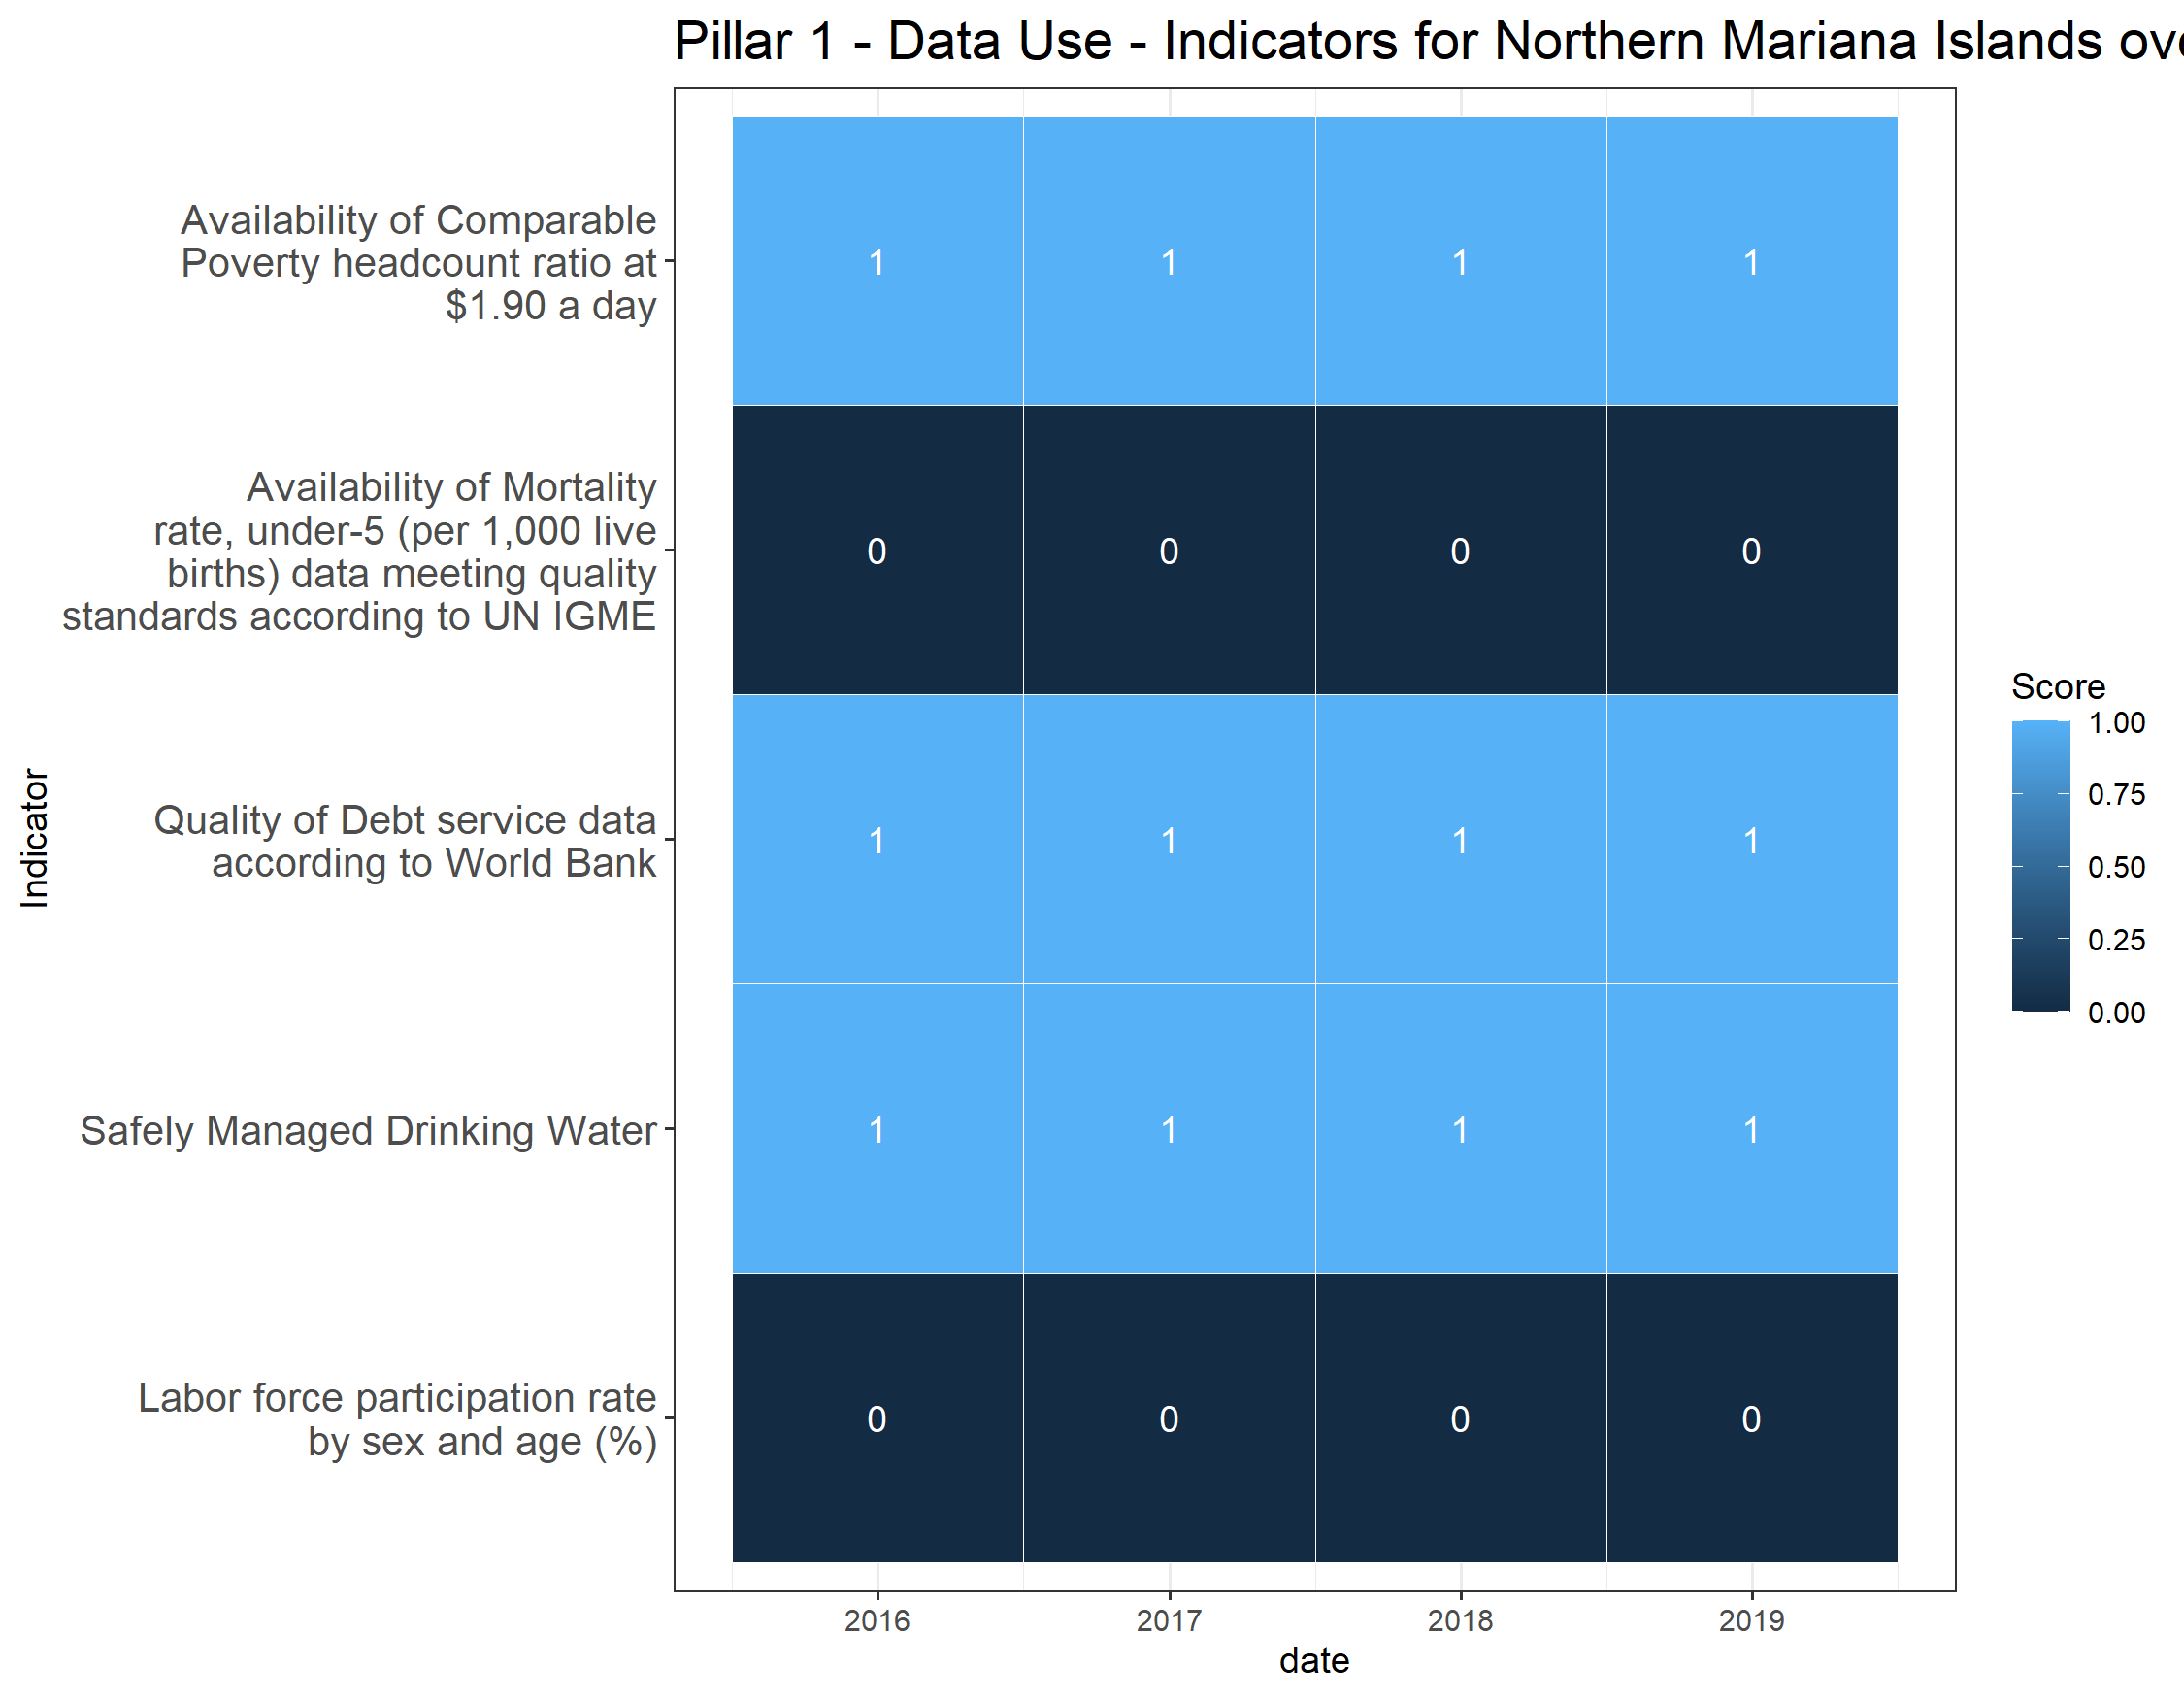 Pillar 1 - Data Use - Indicators for Northern Mariana Islands ov
Availability of Comparable
Poverty headcount ratio at
$1.90 a day
1 1 1 1
Availability of Mortality
rate, under-5 (per 1,000 live
births) data meeting quality
standards according to UN IGME
0 0 0 0
Quality of Debt service data
according to World Bank
1 1 1 1
Safely Managed Drinking Water
1 1 1 1
Labor force participation rate
by sex and age (%)
0 0 0 0
Indicator
2016 2017 2018 2019
date
Score
1.00
0.75
0.50
0.25
0.00